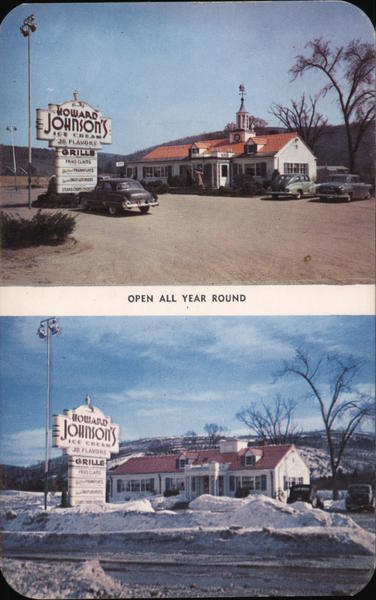 HOWARD
JOHNSON'S
ICE CREAM
28 FLAVORS
GRILLE
FRIED CLAMS
OPEN ALL YEAR ROUND
HOWARD
JOHNSON'S
ICE CREAM
28 FLAVORS
GRILLE
FRIED CLAMS